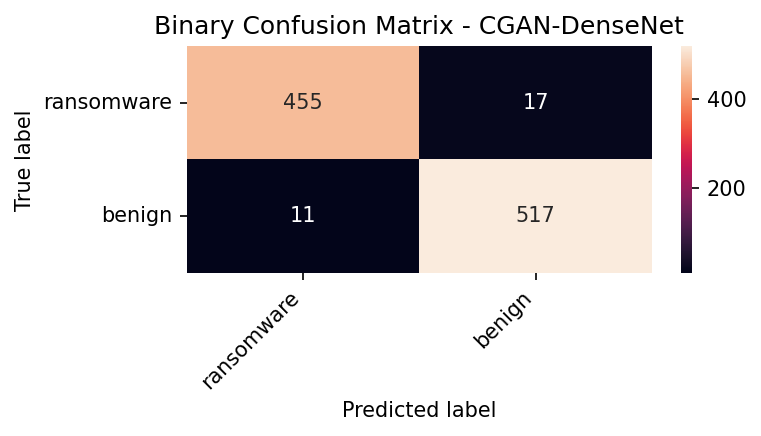 Binary Confusion Matrix - CGAN-DenseNet
True label
ransomware
455
17
400
benign
11
517
200
ransomware
benign
Predicted label